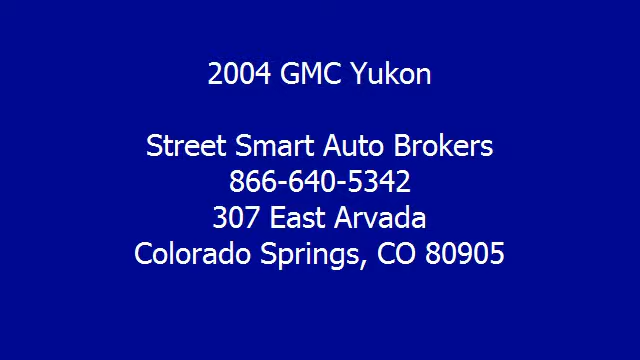 2004 GMC Yukon
Street Smart Auto Brokers
866-640-5342
307 East Arvada
Colorado Springs, CO 80905